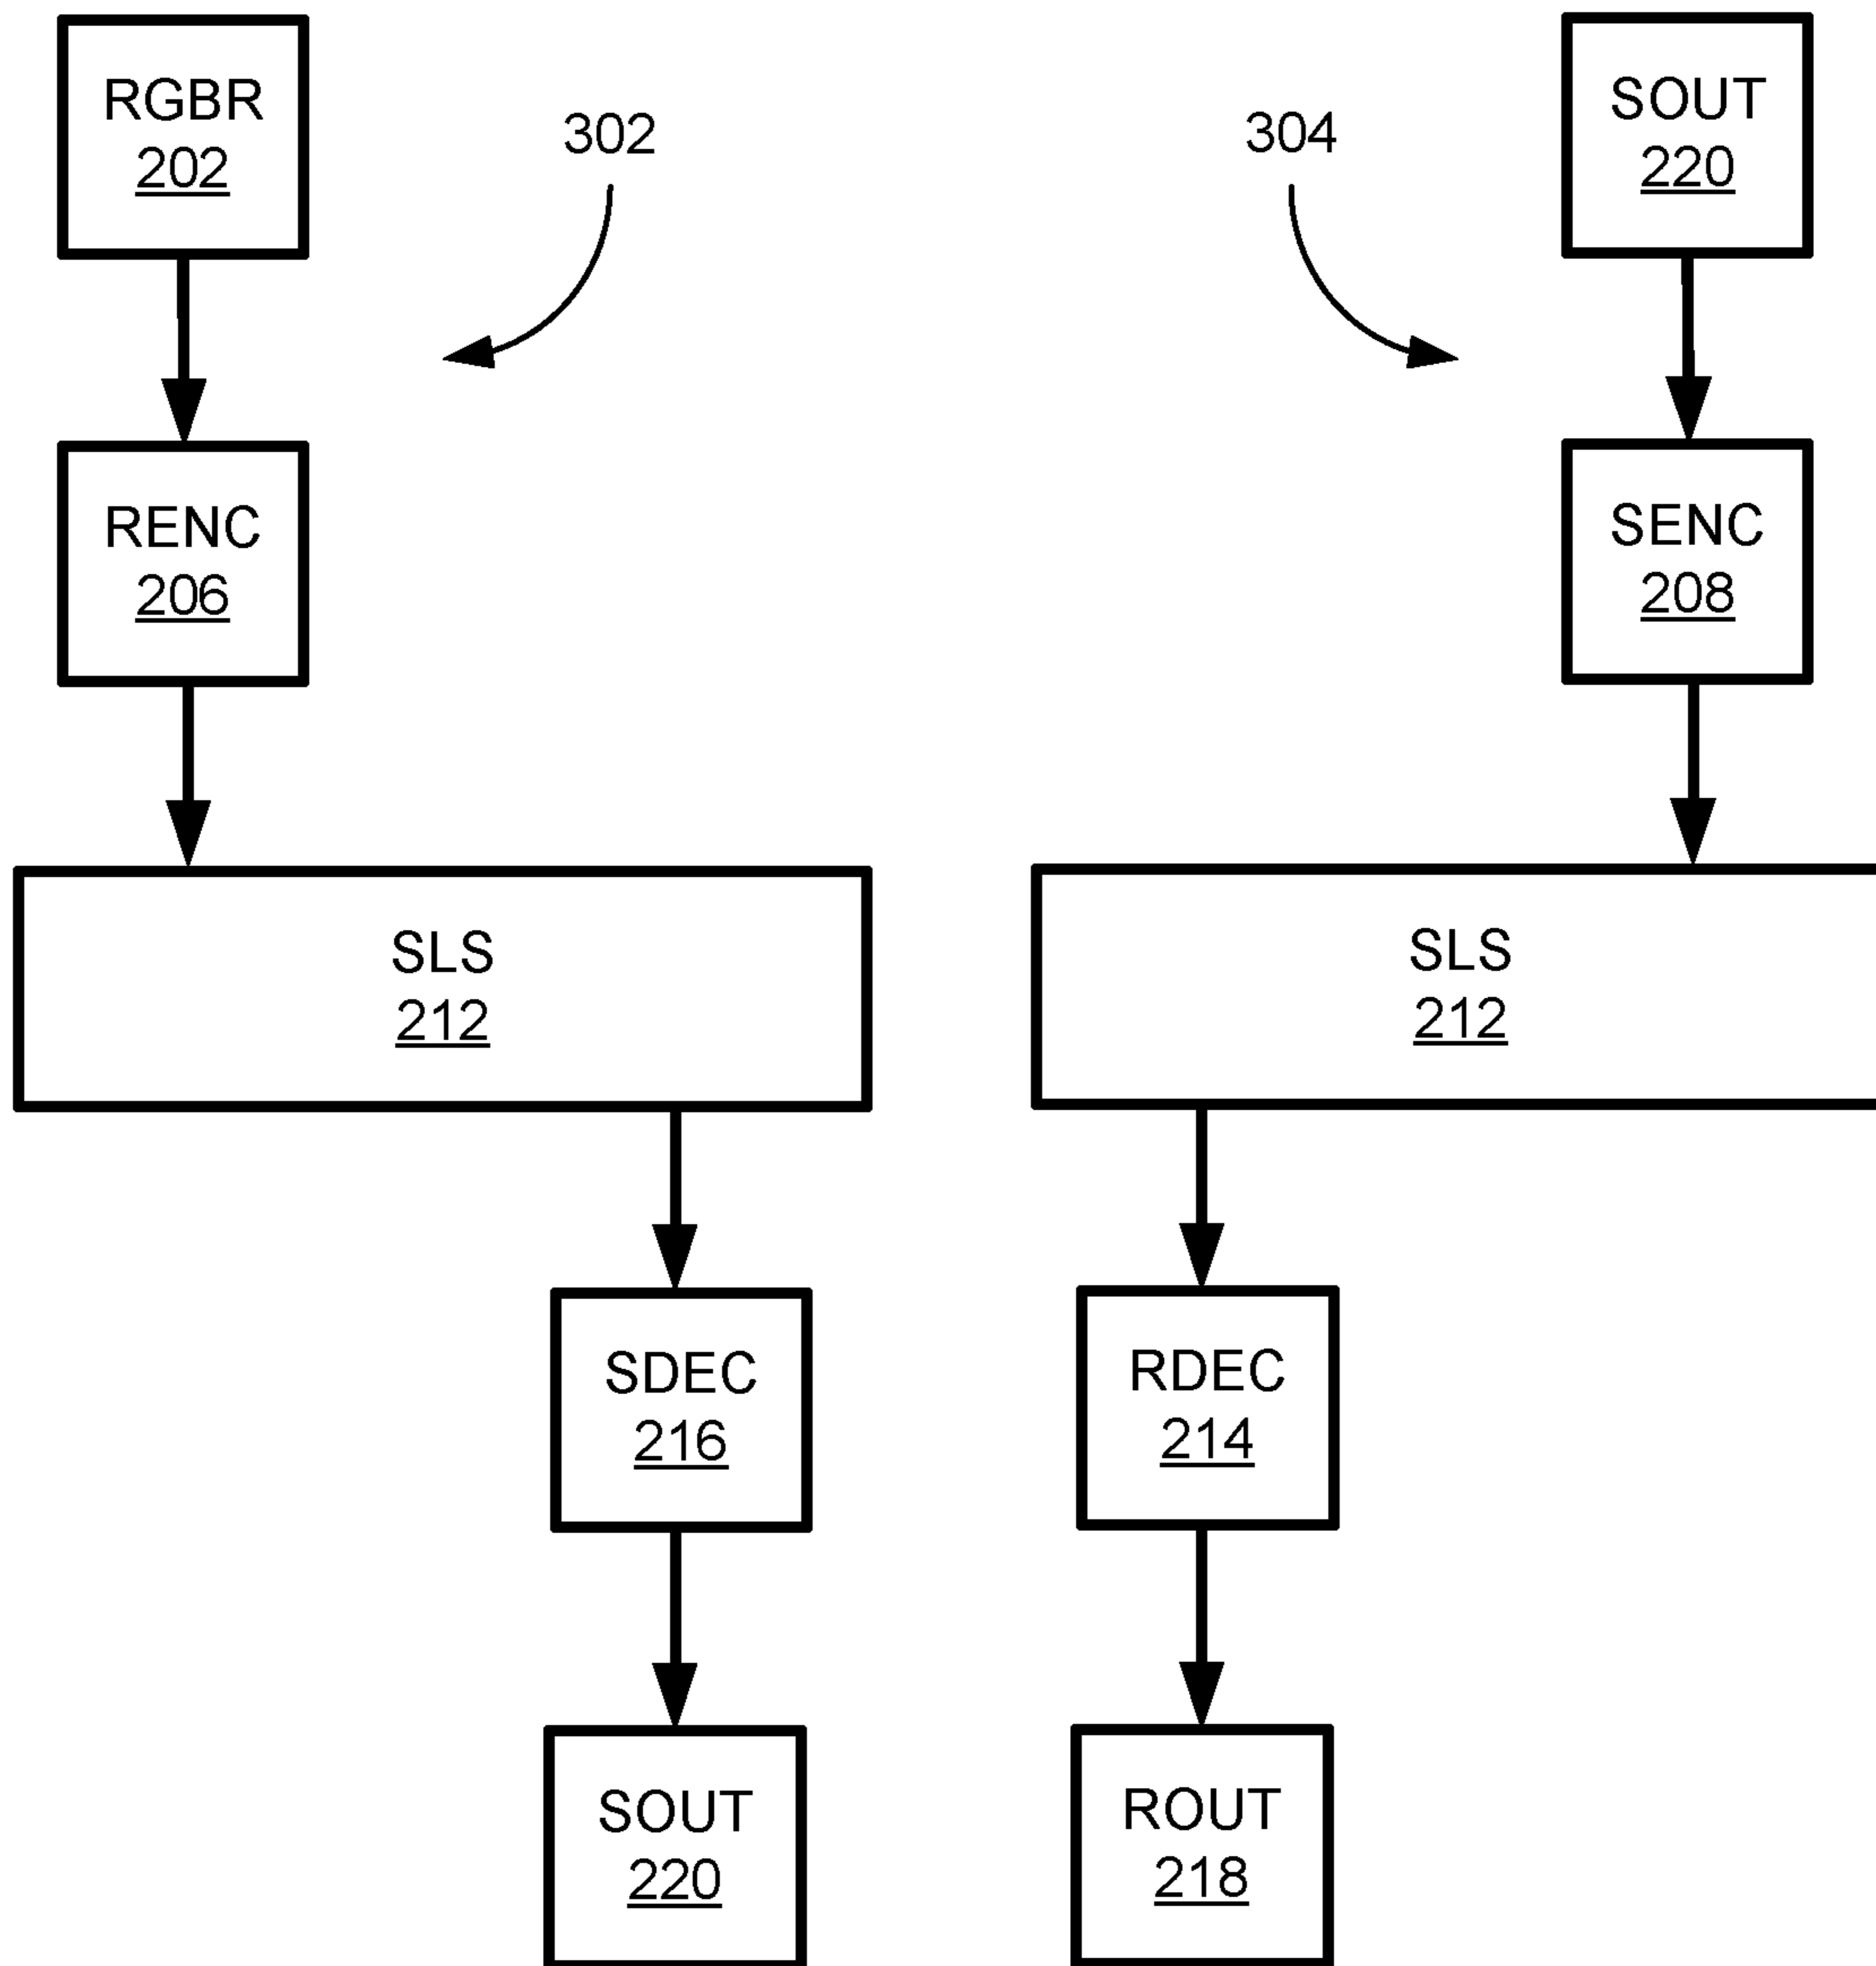 RGBR
202
302
RENC
206
SLS
212
SDEC
216
SOUT
220
304
SOUT
220
SENC
208
SLS
212
RDEC
214
ROUT
218